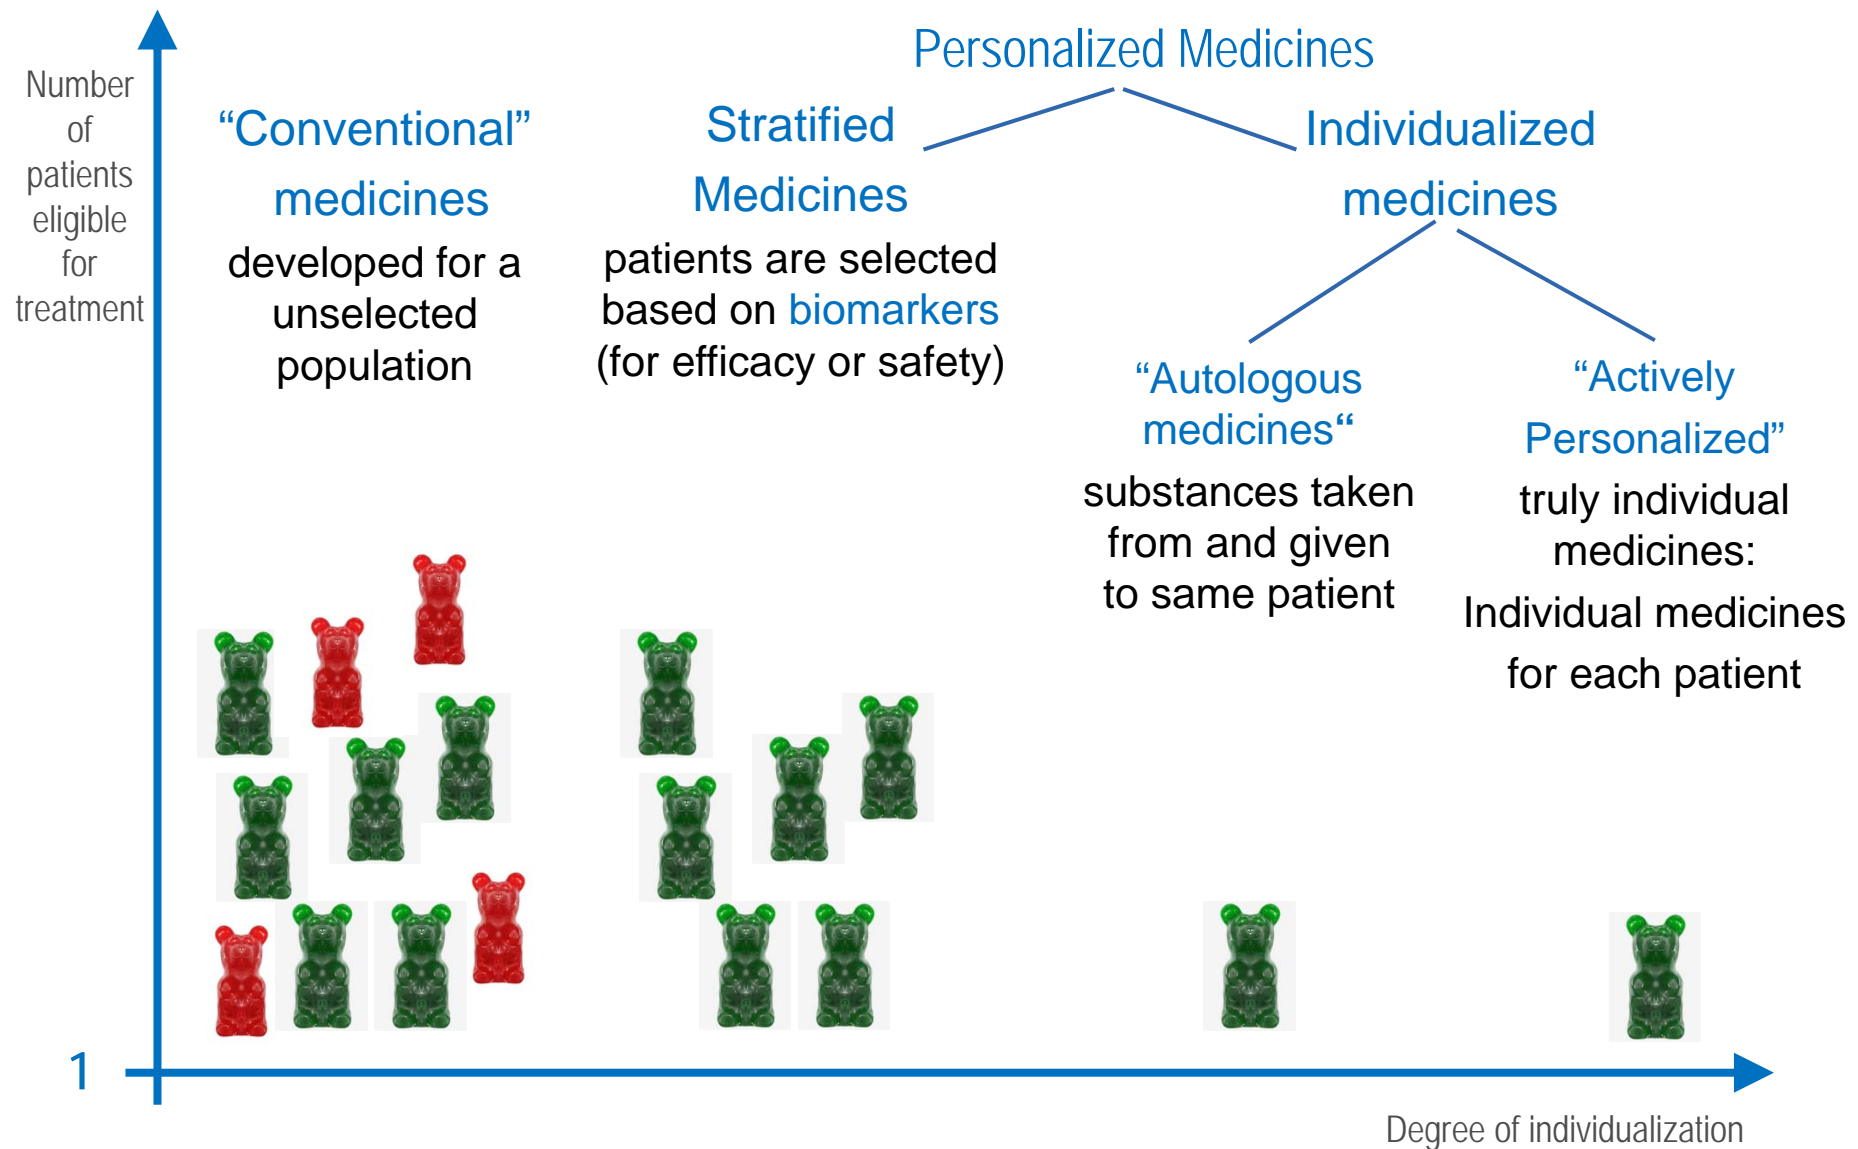 Number
of
patients
eligible
for
treatment
Personalized Medicines
“Conventional”
medicines
developed for a
unselected
population
Stratified
Medicines
patients are selected
based on biomarkers
(for efficacy or safety)
Individualized
medicines
“Autologous
medicines“
substances taken
from and given
to same patient
“Actively
Personalized”
truly individual
medicines:
Individual medicines
for each patient
1
Degree of individualization